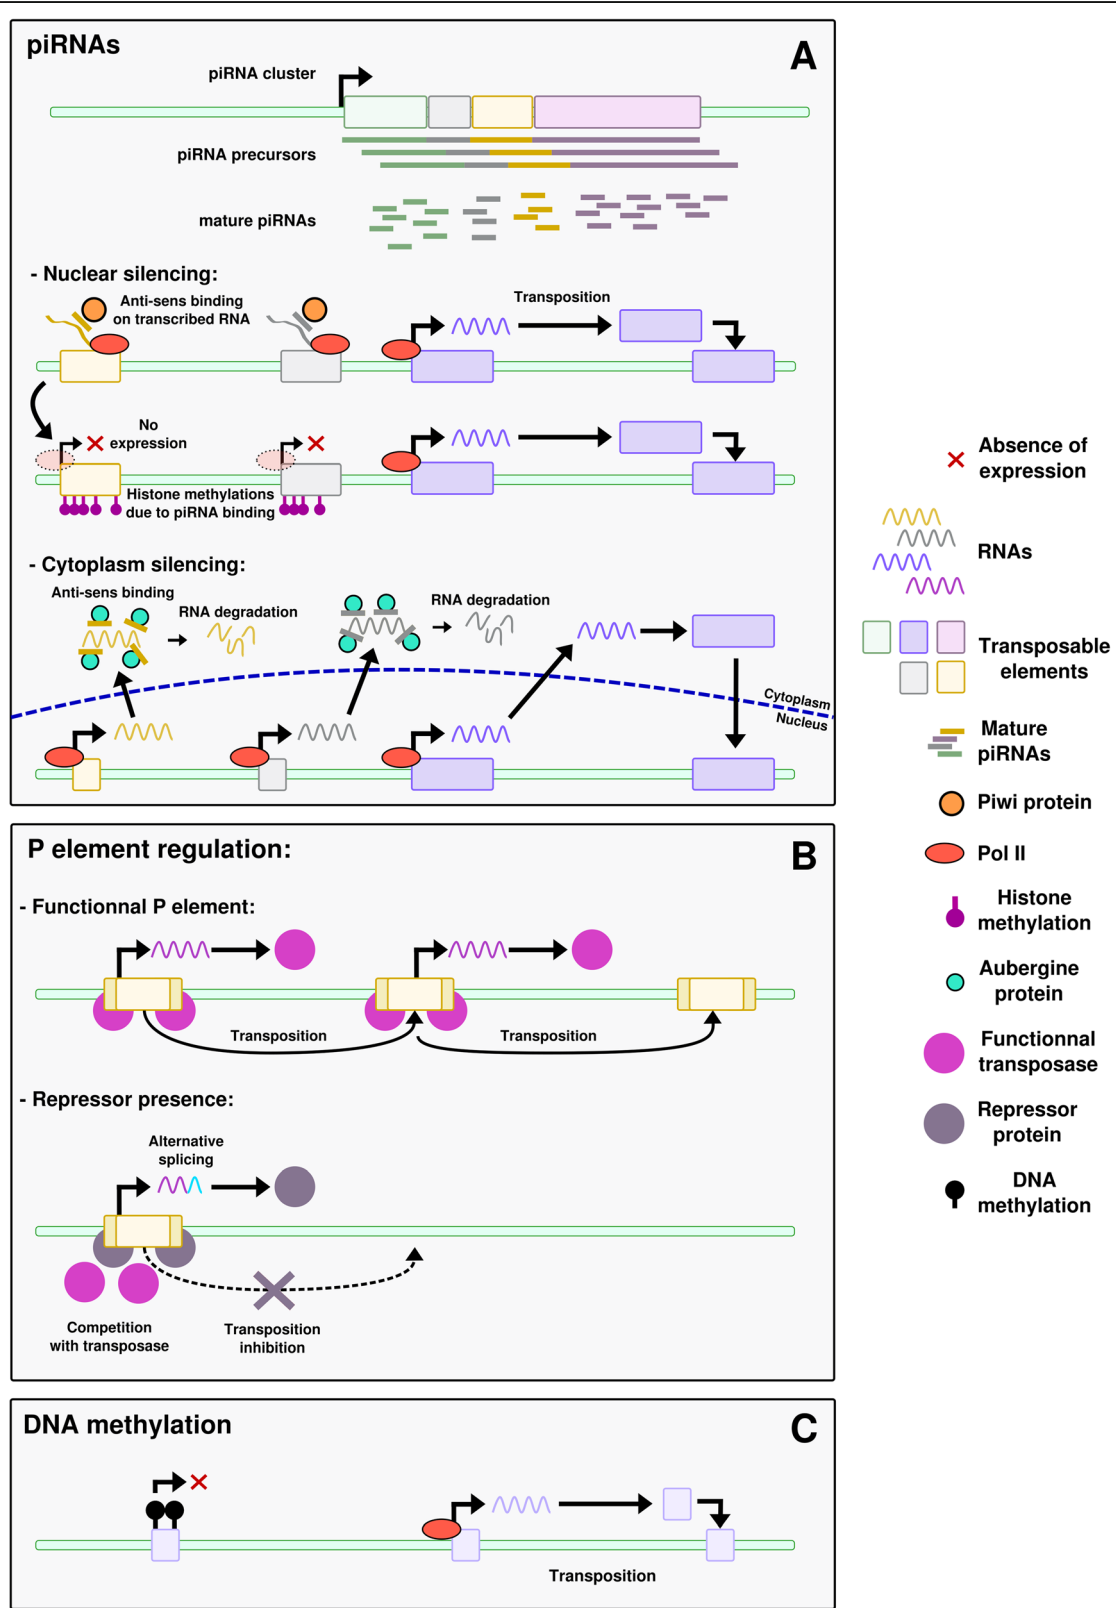 piRNAs
A
piRNA cluster
piRNA precursors
mature piRNAs
- Nuclear silencing:
Anti-sens binding
on transcribed RNA
Transposition
No
expression
Histone methylations
due to piRNA binding
- Cytoplasm silencing:
Anti-sens binding
RNA degradation
RNA degradation
Cytoplasm
Nucleus
B
P element regulation:
- Functionnal P element:
Transposition
Transposition
- Repressor presence:
Alternative
splicing
Competition
with transposase
Transposition
inhibition
DNA methylation
C
Transposition
Absence of
expression
RNAs
Transposable
elements
Mature
piRNAs
Piwi protein
Pol II
Histone
methylation
Aubergine
protein
Functionnal
transposase
Repressor
protein
DNA
methylation